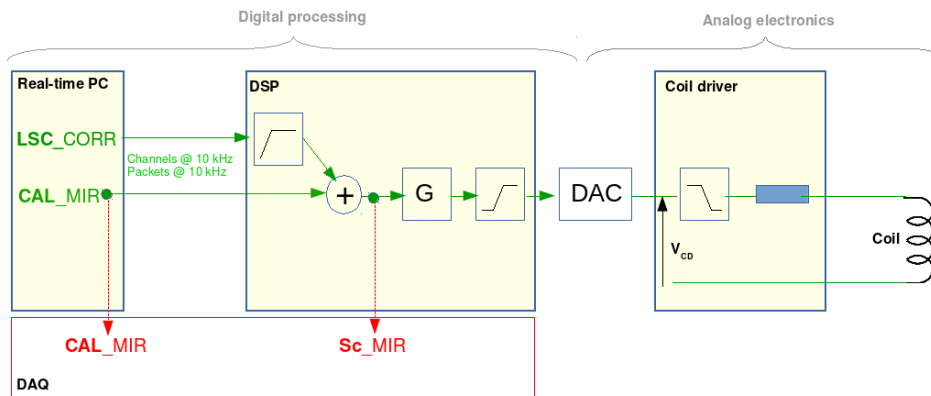 Digital processing
Analog electronics
Real-time PC
DSP
Coil driver
LSC_CORR
Channels @ 10 kHz
Packets @ 10 kHz
CAL_MIR
+
G
DAC
V_CD
Coil
CAL_MIR
Sc_MIR
DAQ